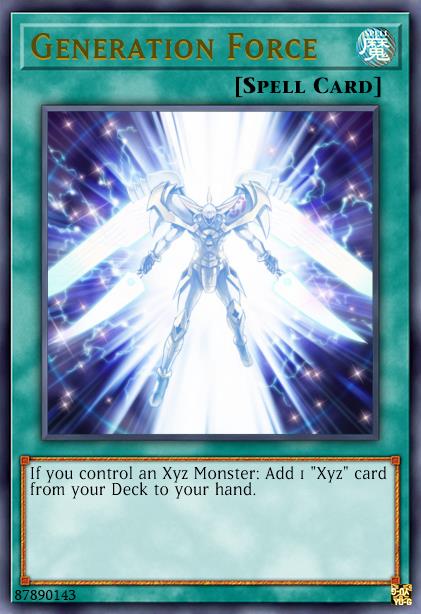 Generation Force
SPELL
魔
[Spell Card]
If you control an Xyz Monster: Add 1 "Xyz" card
from your Deck to your hand.
87890143